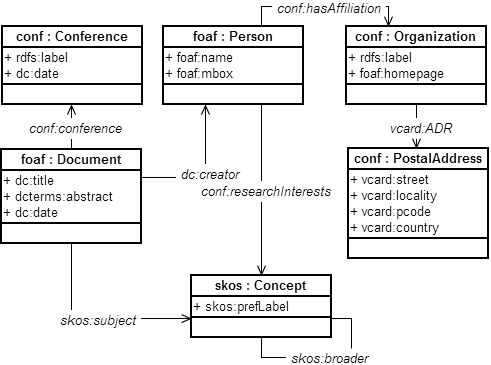 conf:hasAffiliation
conf : Conference
+ rdfs:label
+ dc:date
foaf : Person
+ foaf:name
+ foaf:mbox
conf : Organization
+ rdfs:label
+ foaf:homepage
conf:conference
vcard:ADR
foaf : Document
+ dc:title
+ dcterms:abstract
+ dc:date
dc:creator
conf:researchInterests
conf : PostalAddress
+ vcard:street
+ vcard:locality
+ vcard:pcode
+ vcard:country
skos : Concept
+ skos:prefLabel
skos:subject
skos:broader